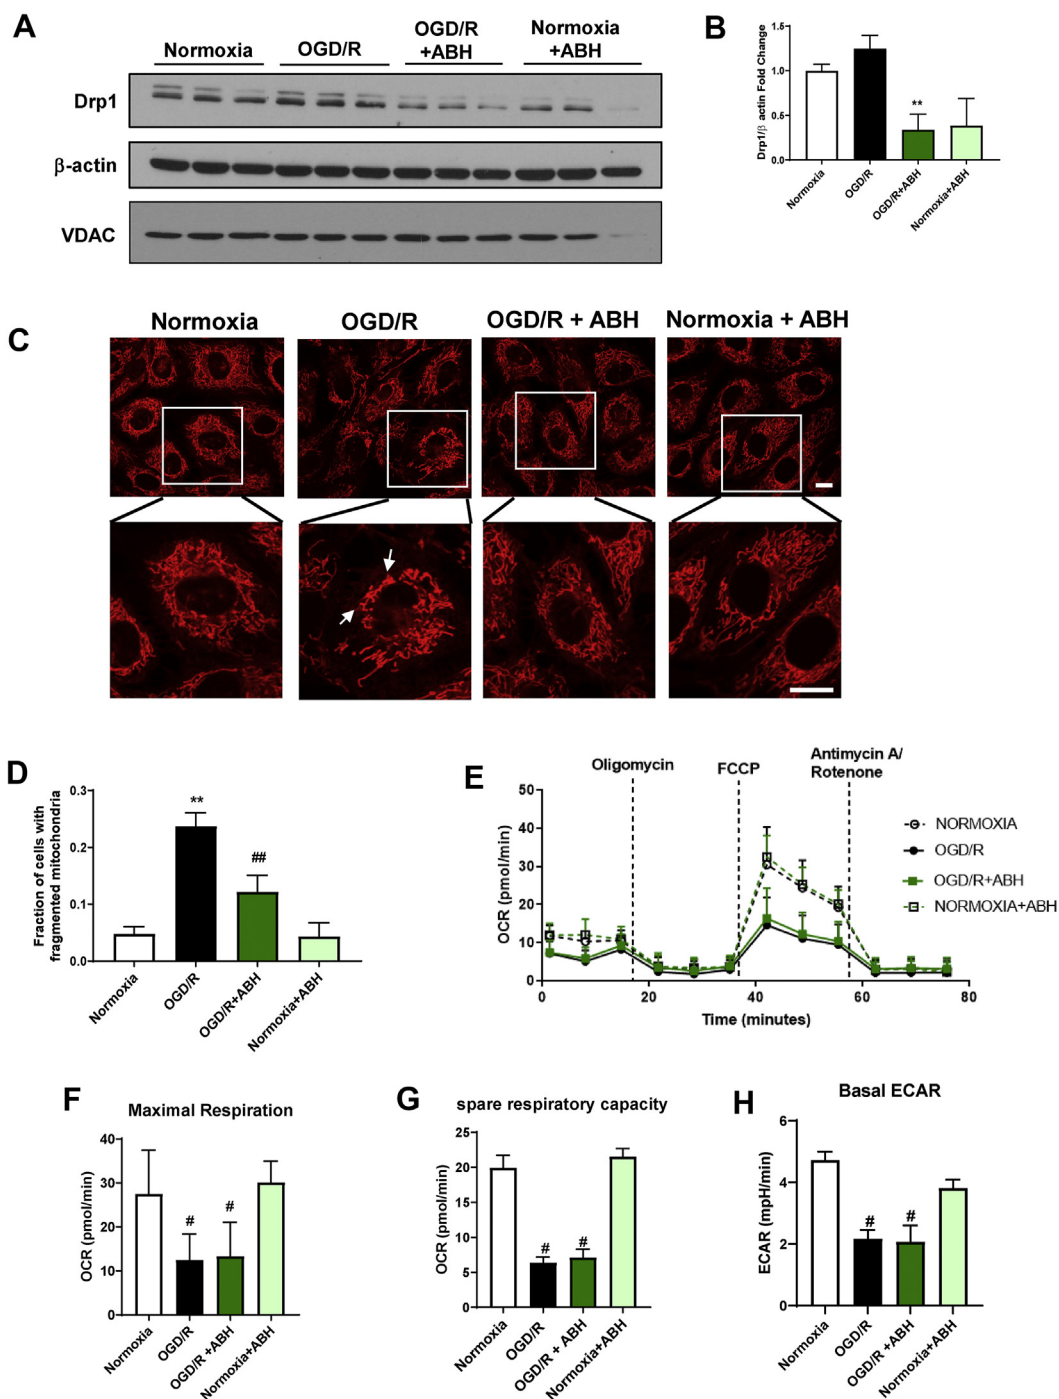 A
Normoxia
OGD/R
OGD/R
+ABH
Normoxia
+ABH
Drp1
β-actin
VDAC
B
Drp1/β actin Fold Change
1.5
1.0
0.5
0.0
**
Normoxia
OGD/R
OGD/R+ABH
Normoxia+ABH
C
Normoxia
OGD/R
OGD/R + ABH
Normoxia + ABH
D
Fraction of cells with
fragmented mitochondria
0.3
0.2
0.1
0.0
**
##
Normoxia
OGD/R
OGD/R+ABH
Normoxia+ABH
E
Oligomycin
FCCP
Antimycin A/
Rotenone
OCR (pmol/min)
50
40
30
20
10
0
0
20
40
60
80
Time (minutes)
NORMOXIA
OGD/R
OGD/R+ABH
NORMOXIA+ABH
F
Maximal Respiration
OCR (pmol/min)
40
30
20
10
0
#
#
Normoxia
OGD/R
OGD/R +ABH
Normoxia+ABH
G
spare respiratory capacity
OCR (pmol/min)
25
20
15
10
5
0
#
#
Normoxia
OGD/R
OGD/R + ABH
Normoxia+ABH
H
Basal ECAR
ECAR (mpH/min)
6
4
2
0
#
#
Normoxia
OGD/R
OGD/R +ABH
Normoxia+ABH